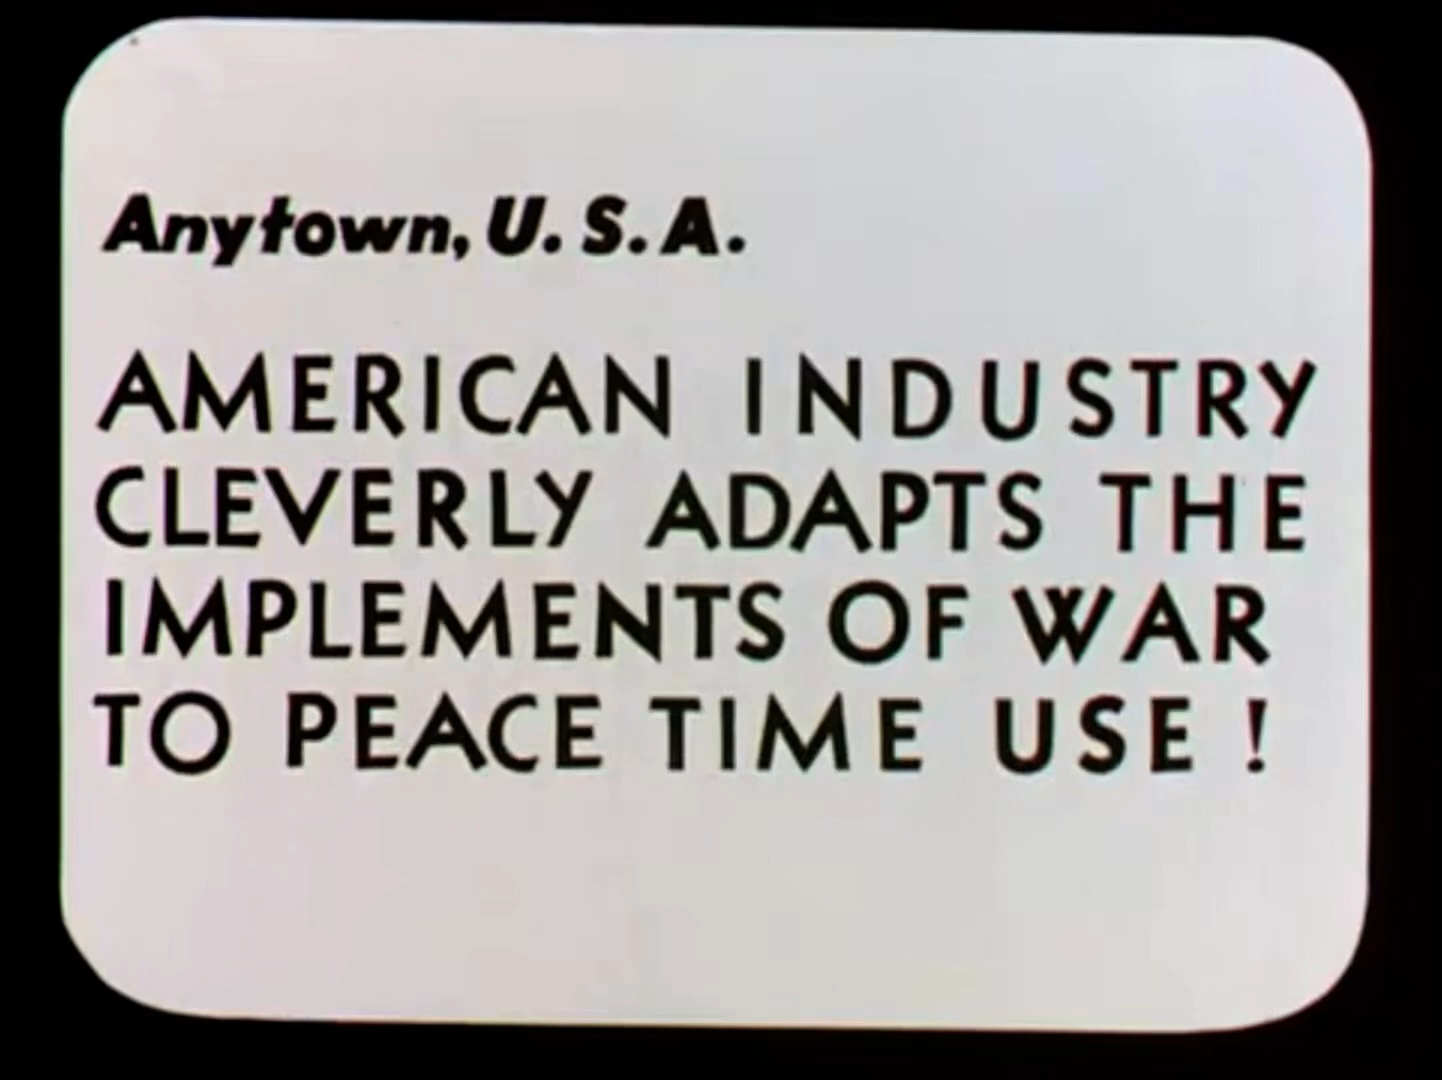 Anytown, U. S. A.
AMERICAN INDUSTRY
CLEVERLY ADAPTS THE
IMPLEMENTS OF WAR
TO PEACE TIME USE !